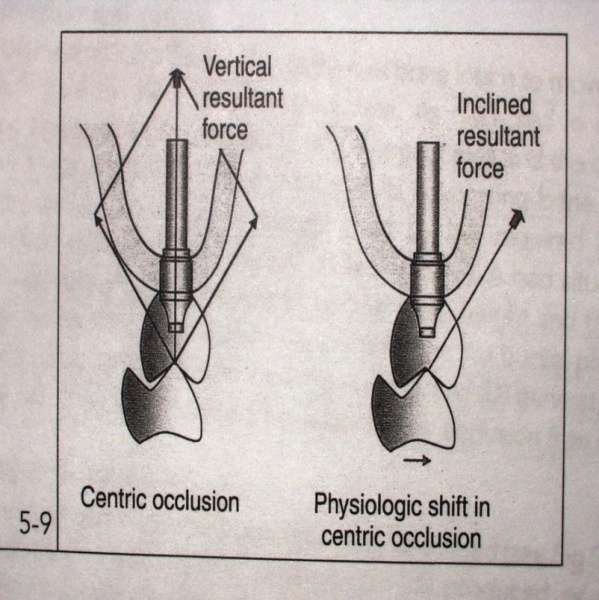 Vertical
resultant
force
Inclined
resultant
force
Centric occlusion
Physiologic shift in
centric occlusion
5-9